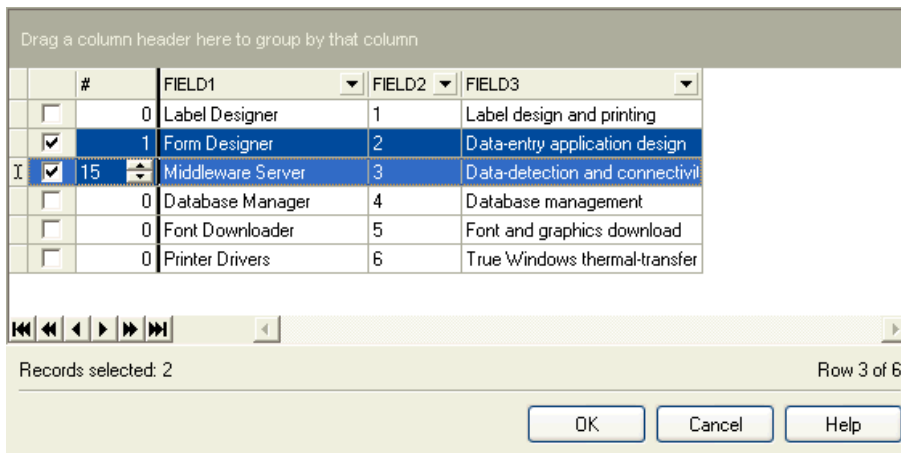 Drag a column header here to group by that column
# FIELD1 FIELD2 FIELD3
0 Label Designer 1 Label design and printing
1 Form Designer 2 Data-entry application design
15 Middleware Server 3 Data-detection and connectivit
0 Database Manager 4 Database management
0 Font Downloader 5 Font and graphics download
0 Printer Drivers 6 True Windows thermal-transfer
Records selected: 2 Row 3 of 6
OK Cancel Help